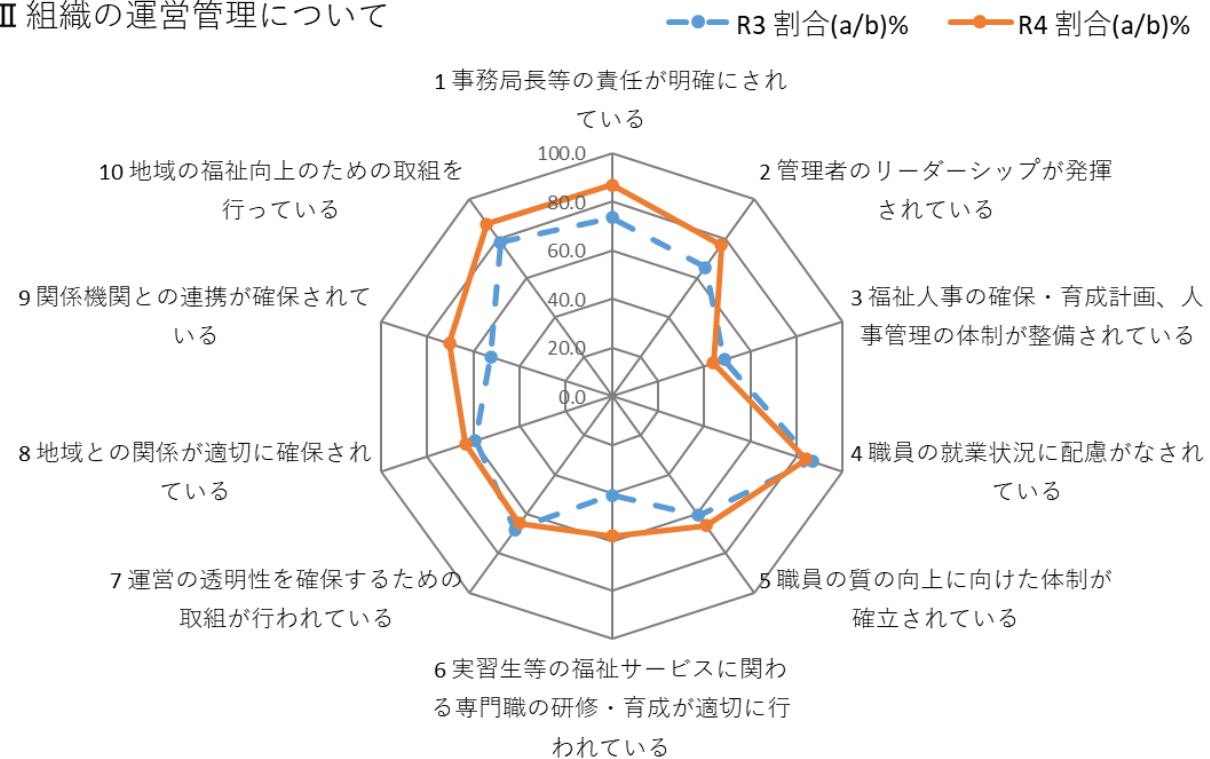 Ⅱ 組織の運営管理について
R3 割合(a/b)%
R4 割合(a/b)%
1 事務局長等の責任が明確にされ
ている
10 地域の福祉向上のための取組を
行っている
2 管理者のリーダーシップが発揮
されている
9 関係機関との連携が確保されて
いる
3 福祉人事の確保・育成計画、人
事管理の体制が整備されている
8 地域との関係が適切に確保され
ている
4 職員の就業状況に配慮がなされ
ている
7 運営の透明性を確保するための
取組が行われている
5 職員の質の向上に向けた体制が
確立されている
6 実習生等の福祉サービスに関わ
る専門職の研修・育成が適切に行
われている
100.0
80.0
60.0
40.0
20.0
0.0